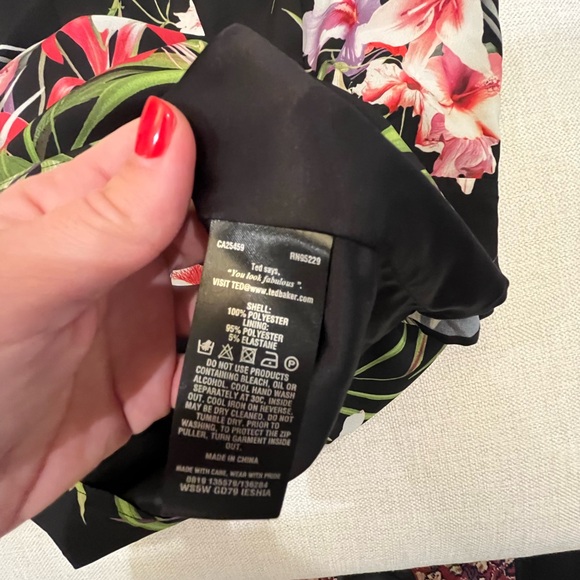 CA25459 RN95229
Ted says,
"You look fabulous".
VISIT TED@www.tedbaker.com
SHELL:
100% POLYESTER
LINING:
95% POLYESTER
5% ELASTANE
DO NOT USE PRODUCTS
CONTAINING BLEACH, OIL OR
ALCOHOL. COOL HAND WASH
SEPARATELY AT 30C, INSIDE
OUT. COOL IRON ON REVERSE.
MAY BE DRY CLEANED. DO NOT
TUMBLE DRY. PRIOR TO
WASHING, TO PROTECT THE ZIP
PULLER, TURN GARMENT INSIDE
OUT.
MADE IN CHINA
MADE WITH CARE, WEAR WITH PRIDE
0819 135576/136284
WS5W GD79 IESHIA